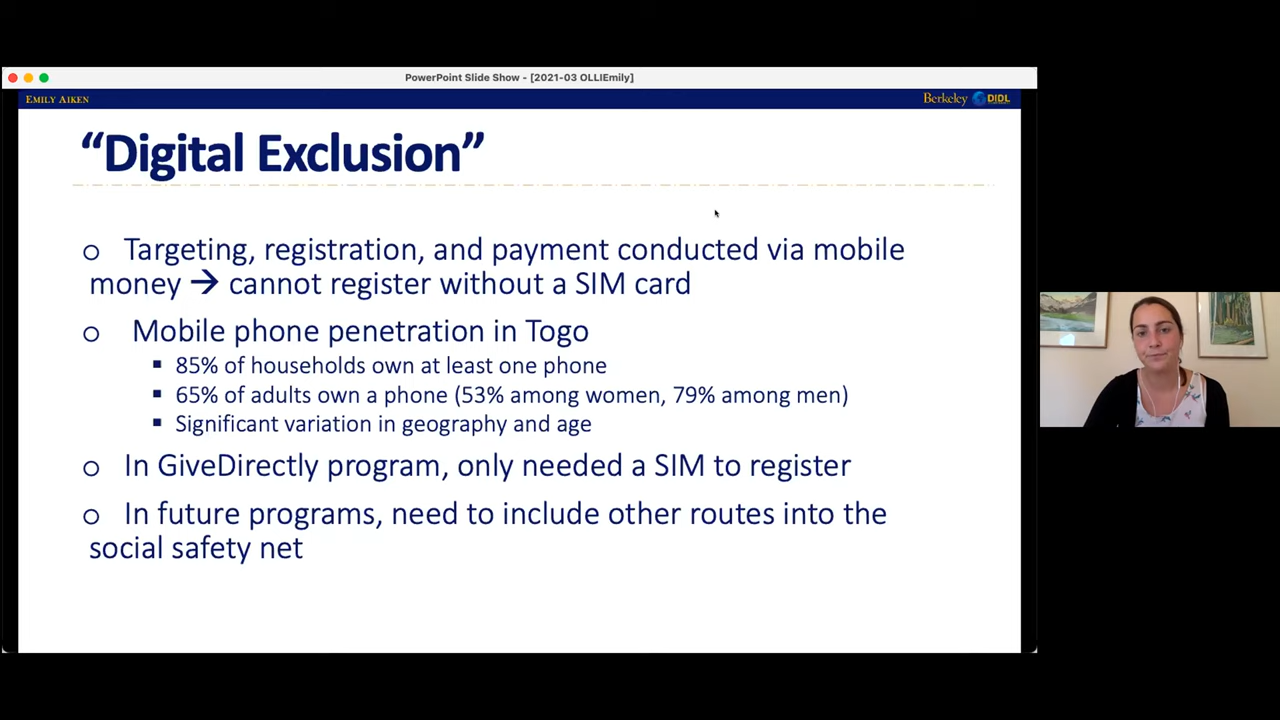 PowerPoint Slide Show - [2021-03 OLLIEmily]
EMILY AIKEN
Berkeley DIDL
“Digital Exclusion”
o Targeting, registration, and payment conducted via mobile
money → cannot register without a SIM card
o Mobile phone penetration in Togo
▪ 85% of households own at least one phone
▪ 65% of adults own a phone (53% among women, 79% among men)
▪ Significant variation in geography and age
o In GiveDirectly program, only needed a SIM to register
o In future programs, need to include other routes into the
social safety net